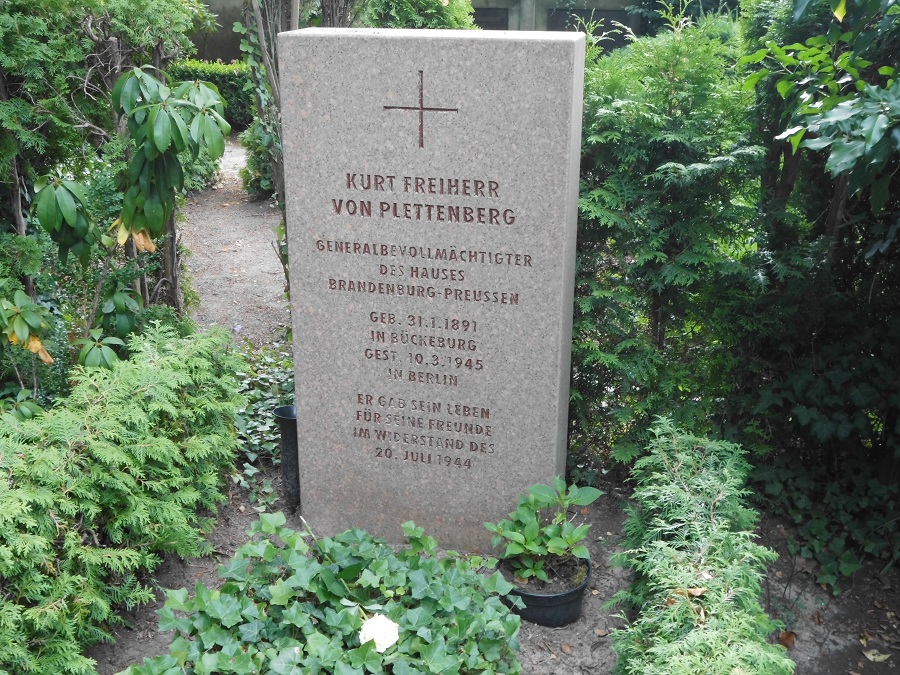 KURT FREIHERR
VON PLETTENBERG
GENERALBEVOLLMÄCHTIGTER
DES HAUSES
BRANDENBURG-PREUSSEN
GEB. 31.1.1891
IN BÜCKEBURG
GEST. 10.3.1945
IN BERLIN
ER GAB SEIN LEBEN
FÜR SEINE FREUNDE
IM WIDERSTAND DES
20. JULI 1944